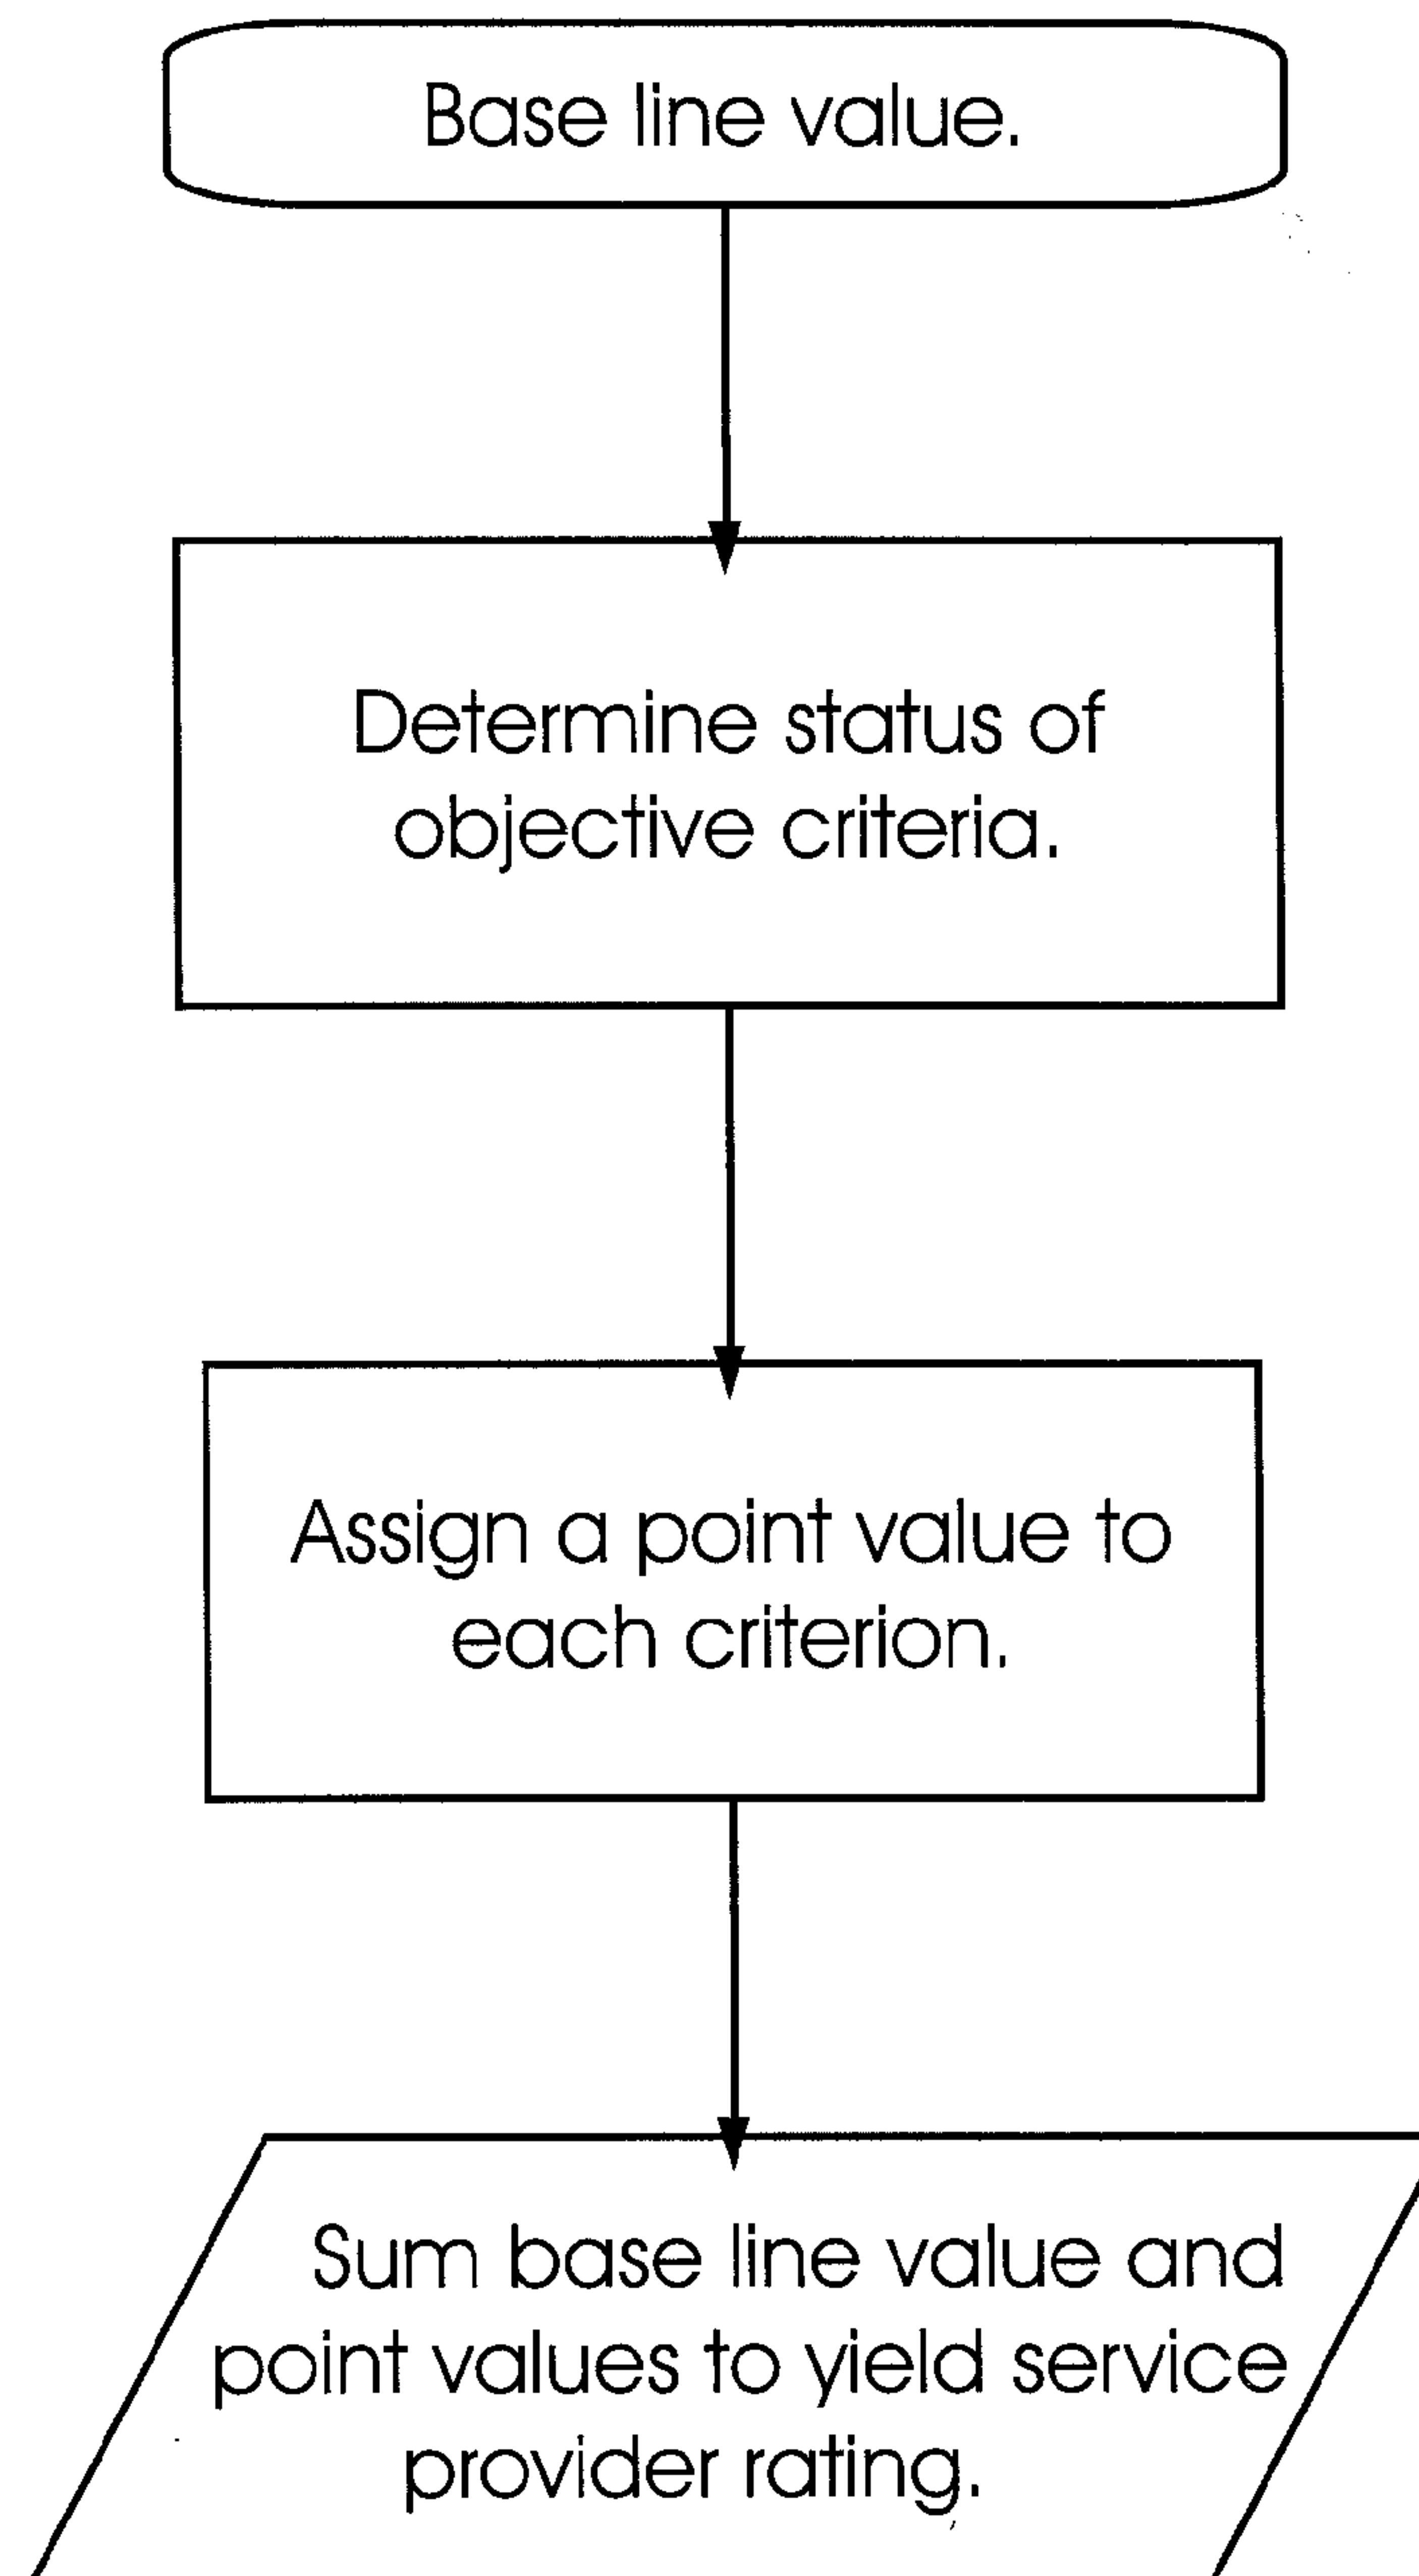 Base line value.
Determine status of
objective criteria.
Assign a point value to
each criterion.
Sum base line value and
point values to yield service
provider rating.